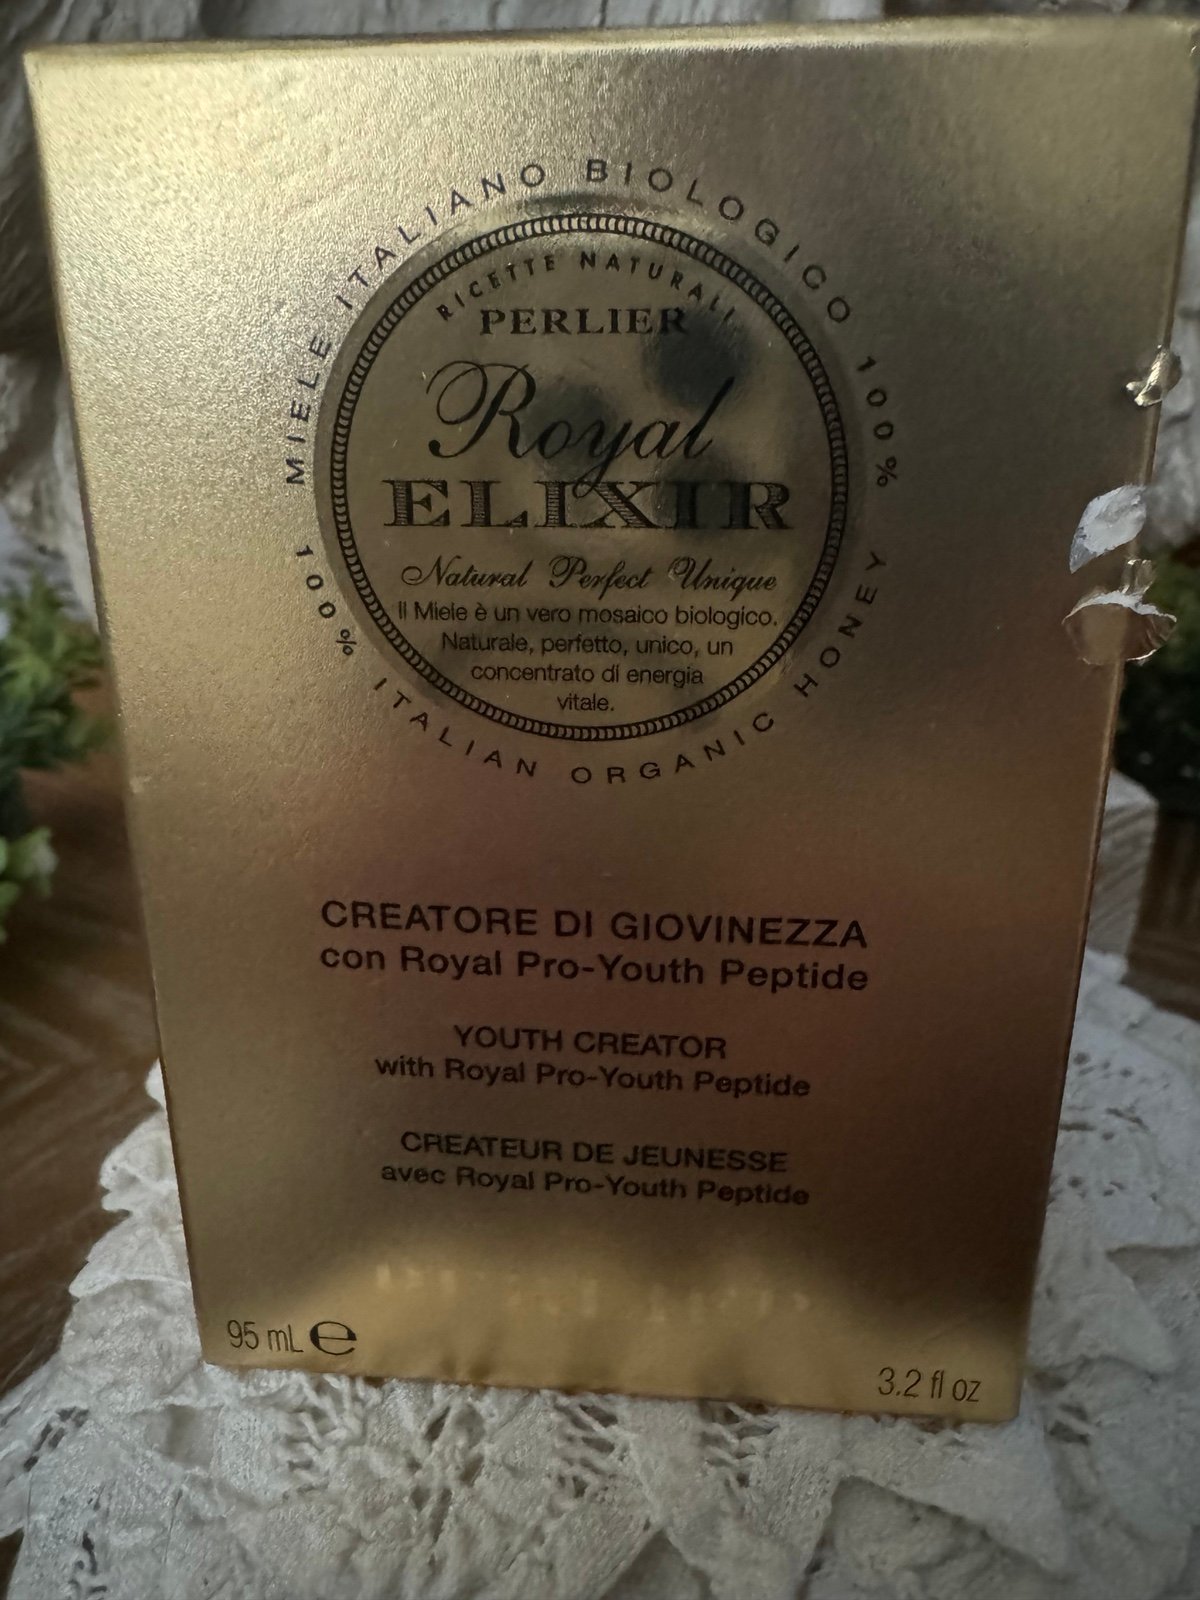 MIELE ITALIANO BIOLOGICO 100%
RICETTE NATURALI
PERLIER
Royal
ELIXIR
Natural Perfect Unique
Il Miele è un vero mosaico biologico.
Naturale, perfetto, unico, un
concentrato di energia
vitale.
100% ITALIAN ORGANIC HONEY
CREATORE DI GIOVINEZZA
con Royal Pro-Youth Peptide
YOUTH CREATOR
with Royal Pro-Youth Peptide
CREATEUR DE JEUNESSE
avec Royal Pro-Youth Peptide
95 mL ℮
3.2 fl oz